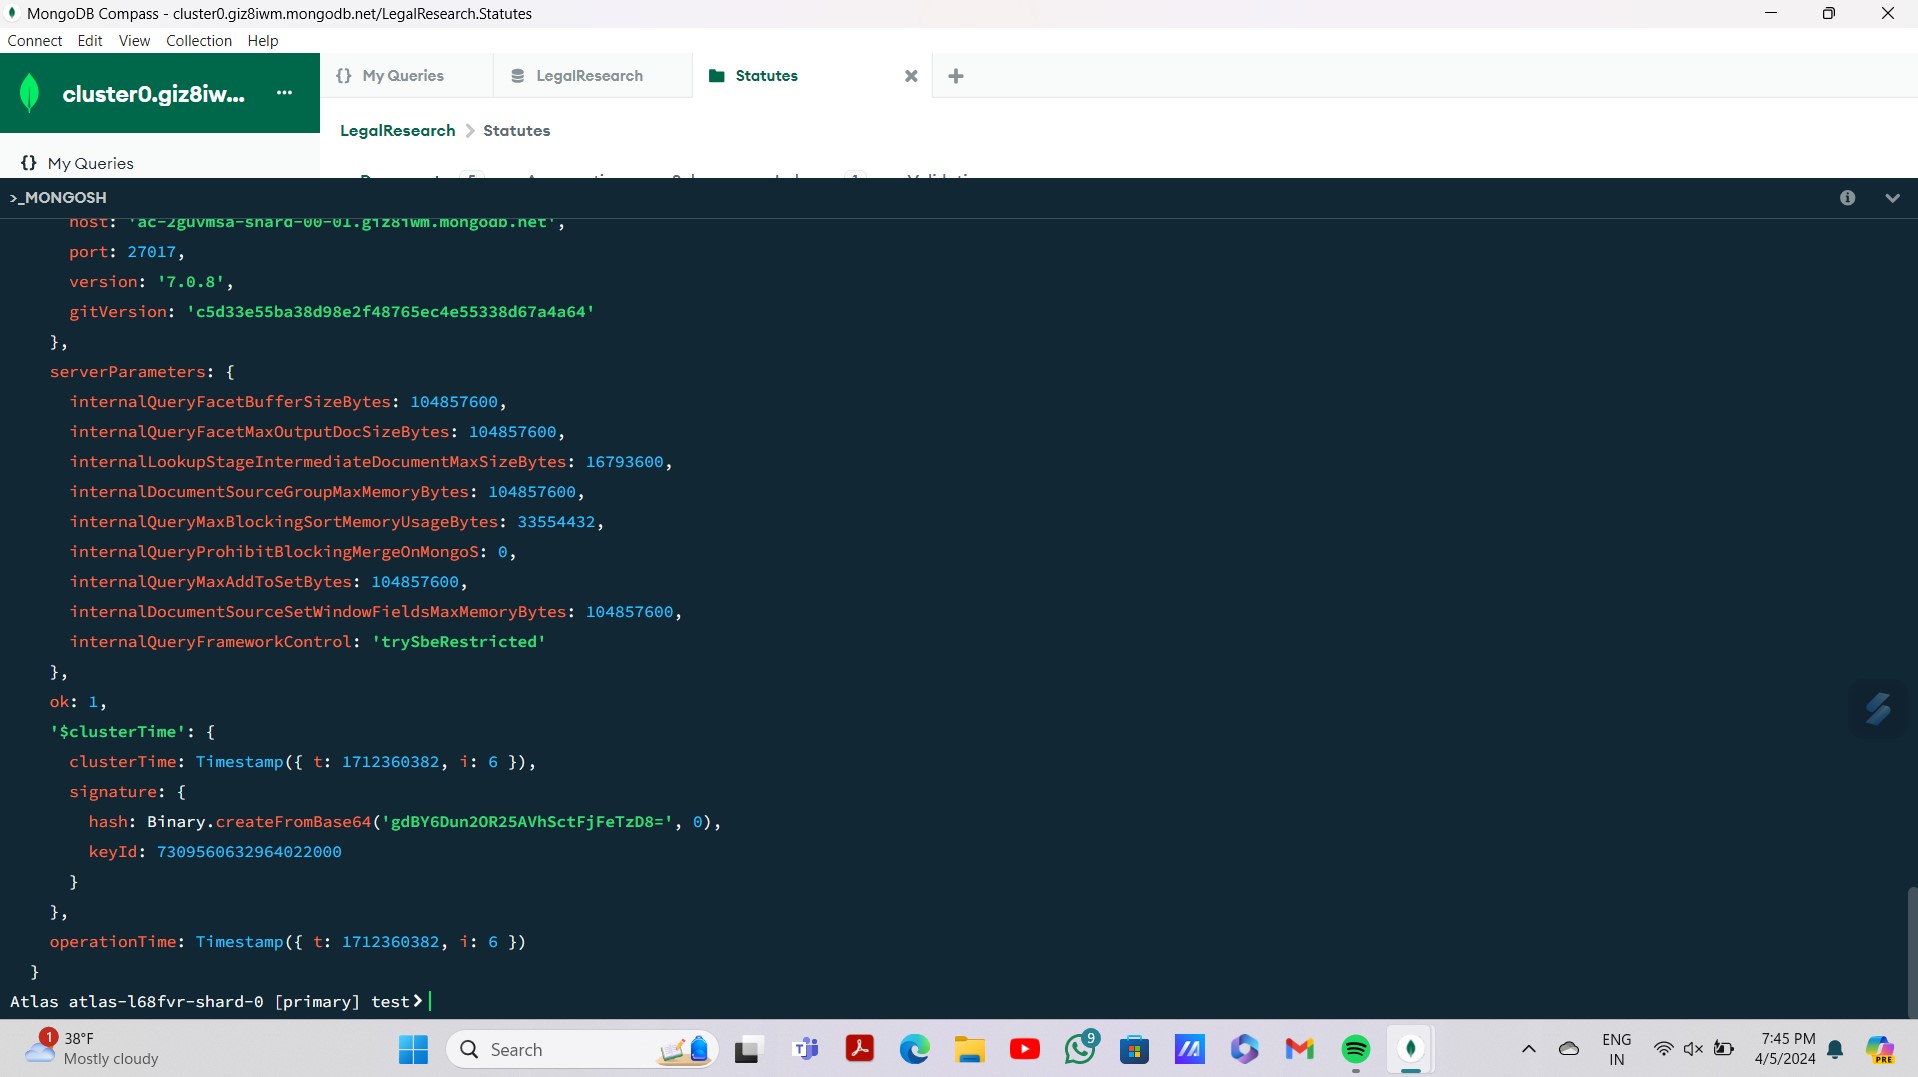 MongoDB Compass - cluster0.giz8iwm.mongodb.net/LegalResearch.Statutes
Connect Edit View Collection Help
cluster0.giz8iw... ...
{} My Queries LegalResearch Statutes
LegalResearch > Statutes
{} My Queries
>_MONGOSH
host: 'ac-2guvmsa-shard-00-01.giz8iwm.mongodb.net',
port: 27017,
version: '7.0.8',
gitVersion: 'c5d33e55ba38d98e2f48765ec4e55338d67a4a64'
},
serverParameters: {
internalQueryFacetBufferSizeBytes: 104857600,
internalQueryFacetMaxOutputDocSizeBytes: 104857600,
internalLookupStageIntermediateDocumentMaxSizeBytes: 16793600,
internalDocumentSourceGroupMaxMemoryBytes: 104857600,
internalQueryMaxBlockingSortMemoryUsageBytes: 33554432,
internalQueryProhibitBlockingMergeOnMongoS: 0,
internalQueryMaxAddToSetBytes: 104857600,
internalDocumentSourceSetWindowFieldsMaxMemoryBytes: 104857600,
internalQueryFrameworkControl: 'trySbeRestricted'
},
ok: 1,
'$clusterTime': {
clusterTime: Timestamp({ t: 1712360382, i: 6 }),
signature: {
hash: Binary.createFromBase64('gdBY6Dun2OR25AVhSctFjFeTzD8=', 0),
keyId: 7309560632964022000
}
},
operationTime: Timestamp({ t: 1712360382, i: 6 })
}
Atlas atlas-l68fvr-shard-0 [primary] test>
1 38°F
Mostly cloudy
Search
9
ENG
IN
7:45 PM
4/5/2024
PRE